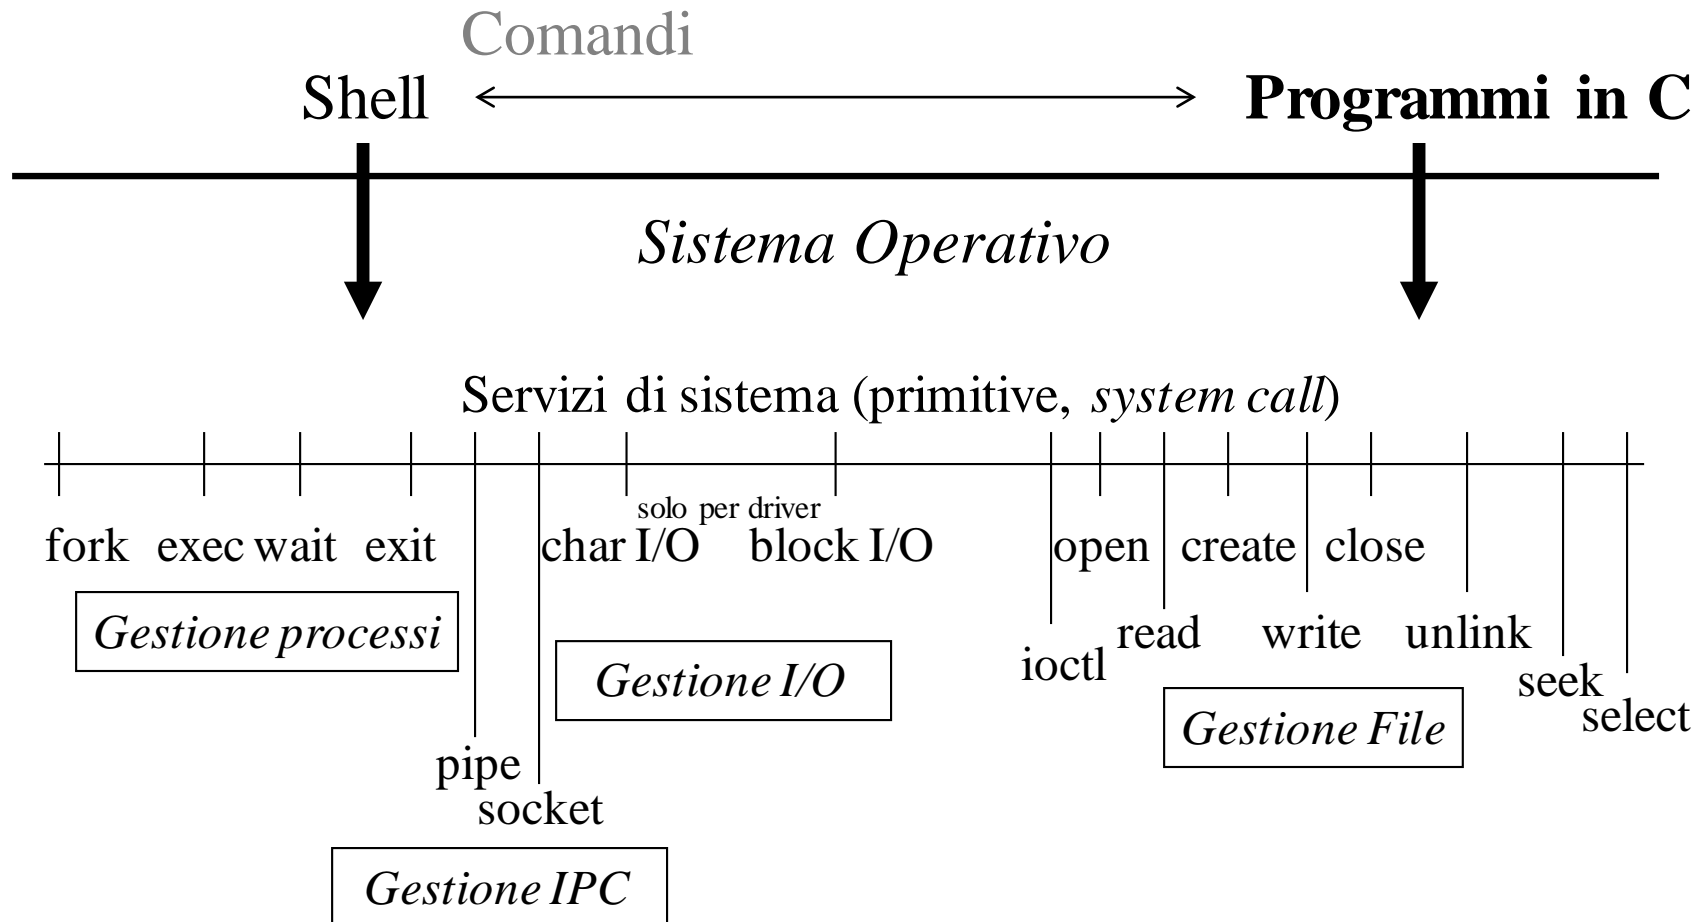 Comandi
Shell
Programmi in C
Sistema Operativo
Servizi di sistema (primitive, system call)
solo per driver
fork exec wait exit char I/O block I/O open create close
Gestione processi
read write unlink
ioctl
Gestione I/O
seek
select
Gestione File
pipe
socket
Gestione IPC